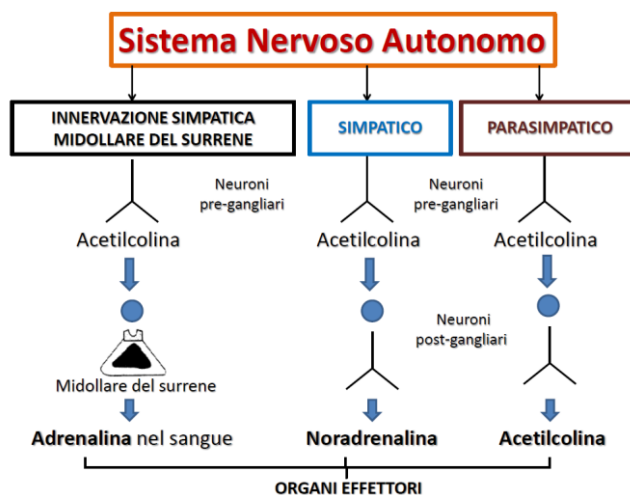 Sistema Nervoso Autonomo
INNERVAZIONE SIMPATICA
MIDOLLARE DEL SURRENE
SIMPATICO
PARASIMPATICO
Neuroni
pre-gangliari
Neuroni
pre-gangliari
Acetilcolina
Acetilcolina
Acetilcolina
Neuroni
post-gangliari
Midollare del surrene
Adrenalina nel sangue
Noradrenalina
Acetilcolina
ORGANI EFFETTORI